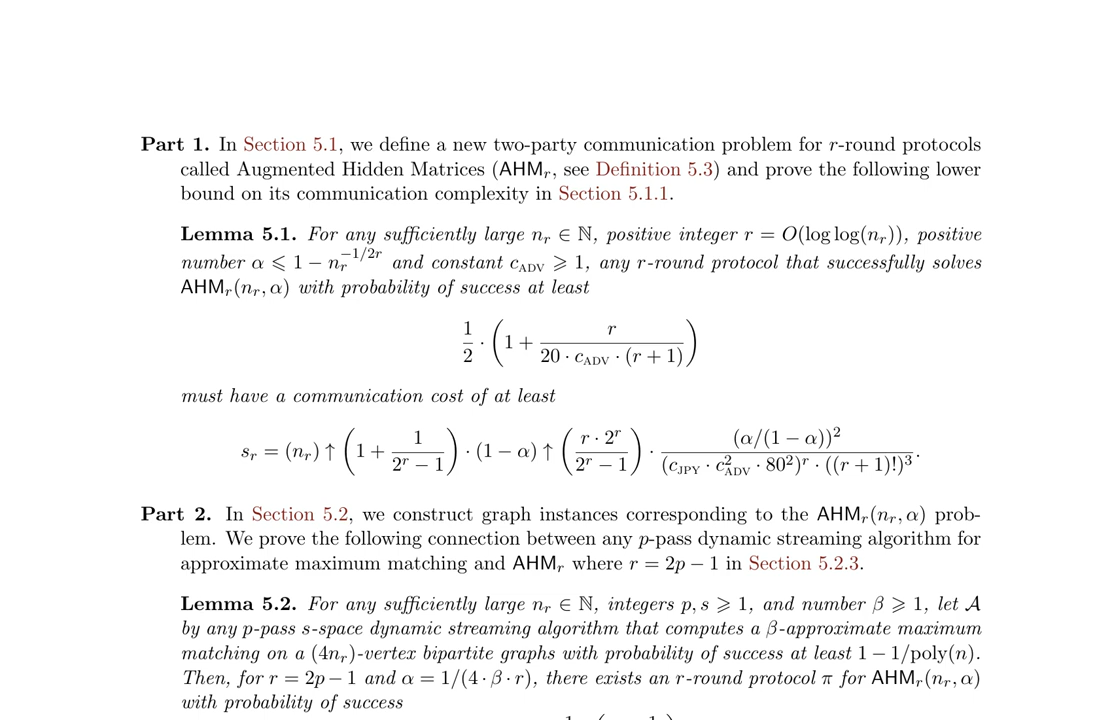 Part 1. In Section 5.1, we define a new two-party communication problem for r-round protocols
called Augmented Hidden Matrices (AHM_r, see Definition 5.3) and prove the following lower
bound on its communication complexity in Section 5.1.1.
Lemma 5.1. For any sufficiently large n_r ∈ ℕ, positive integer r = O(log log(n_r)), positive
number α ⩽ 1 − n_r^{−1/2r} and constant c_ADV ⩾ 1, any r-round protocol that successfully solves
AHM_r(n_r, α) with probability of success at least
1/2 · (1 + r/(20 · c_ADV · (r + 1)))
must have a communication cost of at least
s_r = (n_r) ↑ (1 + 1/(2^r − 1)) · (1 − α) ↑ (r · 2^r/(2^r − 1)) · (α/(1 − α))^2/((c_JPY · c_ADV^2 · 80^2)^r · ((r + 1)!)^3).
Part 2. In Section 5.2, we construct graph instances corresponding to the AHM_r(n_r, α) prob-
lem. We prove the following connection between any p-pass dynamic streaming algorithm for
approximate maximum matching and AHM_r where r = 2p − 1 in Section 5.2.3.
Lemma 5.2. For any sufficiently large n_r ∈ ℕ, integers p, s ⩾ 1, and number β ⩾ 1, let 𝒜
by any p-pass s-space dynamic streaming algorithm that computes a β-approximate maximum
matching on a (4n_r)-vertex bipartite graphs with probability of success at least 1 − 1/poly(n).
Then, for r = 2p − 1 and α = 1/(4 · β · r), there exists an r-round protocol π for AHM_r(n_r, α)
with probability of success